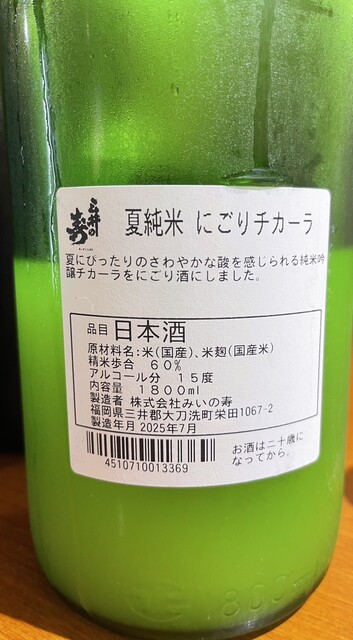 三井の寿
夏純米 にごりチカーラ
夏にぴったりのさわやかな酸を感じられる純米吟
醸チカーラをにごり酒にしました。
品目 日本酒
原材料名:米(国産)、米麹(国産米)
精米歩合 60%
アルコール分 15度
内容量 1800ml
製造者 株式会社みいの寿
福岡県三井郡大刀洗町栄田1067-2
製造年月 2025年7月
4510710013369
お酒は二十歳に
なってから。